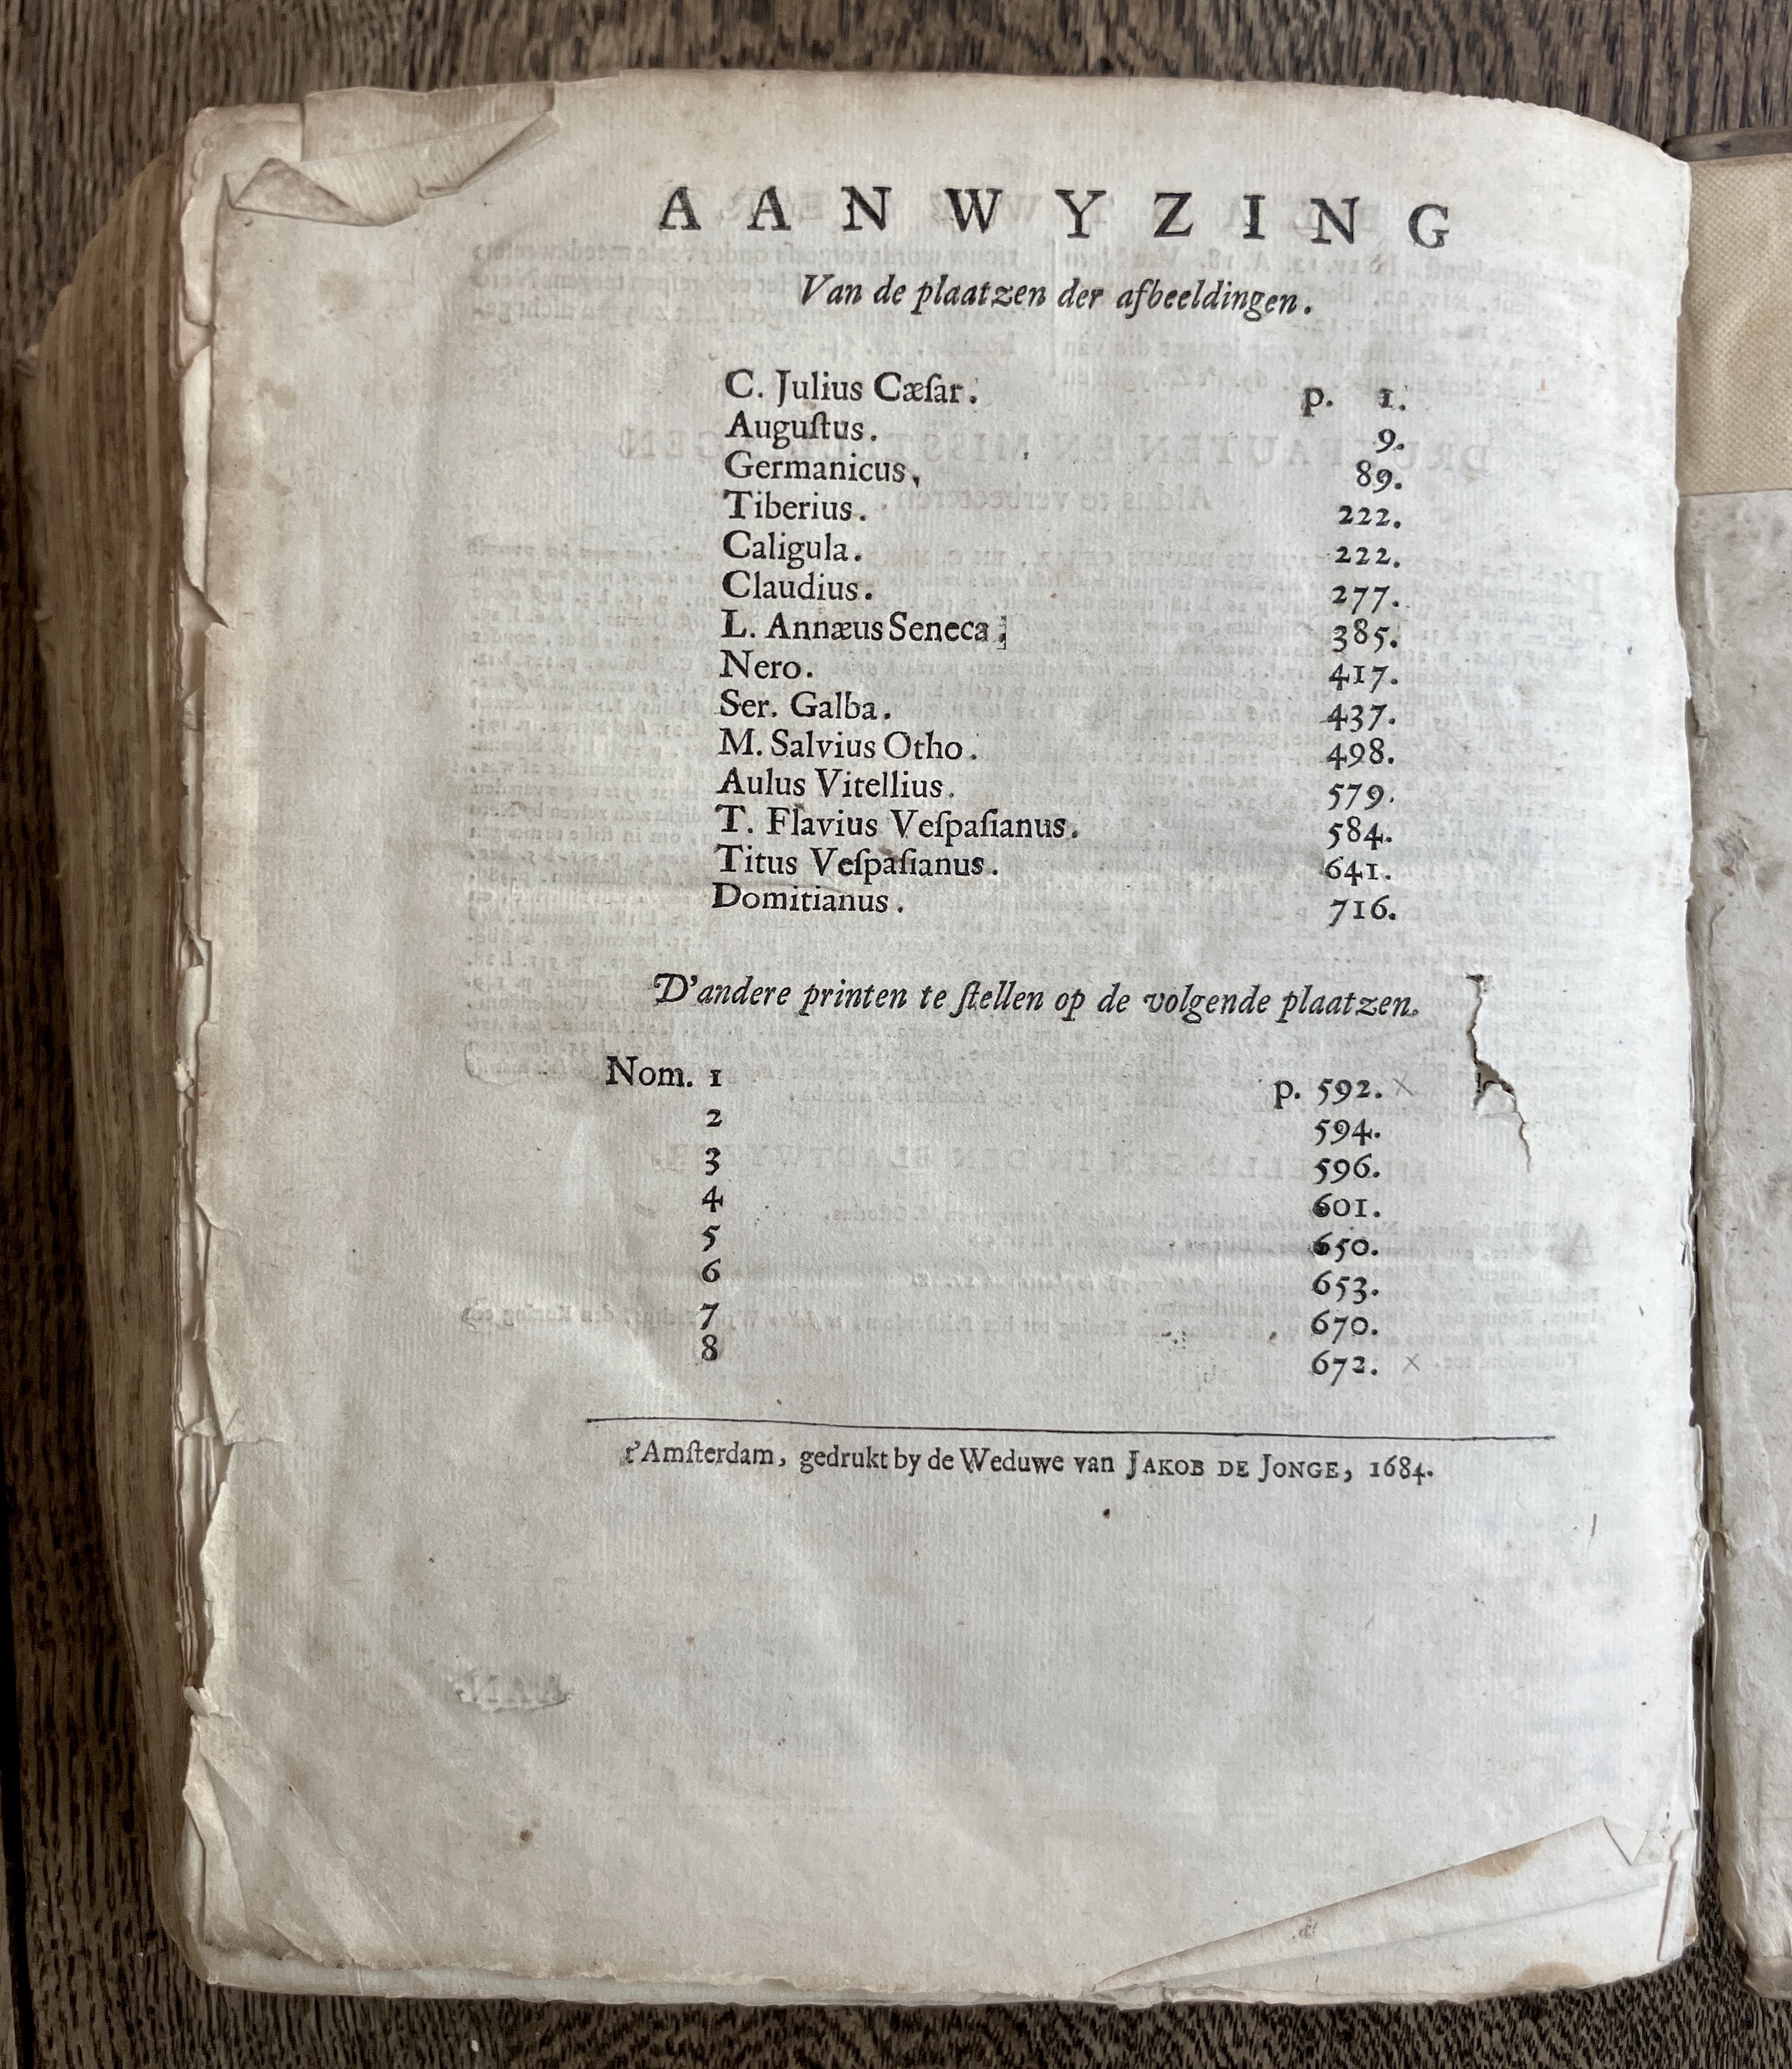 AANWYZING
Van de plaatzen der afbeeldingen.
C. Julius Cæſar. p. 1.
Auguſtus. 9.
Germanicus, 89.
Tiberius. 222.
Caligula. 222.
Claudius. 277.
L. Annæus Seneca. 385.
Nero. 417.
Ser. Galba. 437.
M. Salvius Otho. 498.
Aulus Vitellius. 579.
T. Flavius Veſpaſianus. 584.
Titus Veſpaſianus. 641.
Domitianus. 716.
D'andere printen te ſtellen op de volgende plaatzen.
Nom. 1 p. 592. ×
2 594.
3 596.
4 601.
5 650.
6 653.
7 670.
8 672. ×
t'Amſterdam, gedrukt by de Weduwe van JAKOB DE JONGE, 1684.